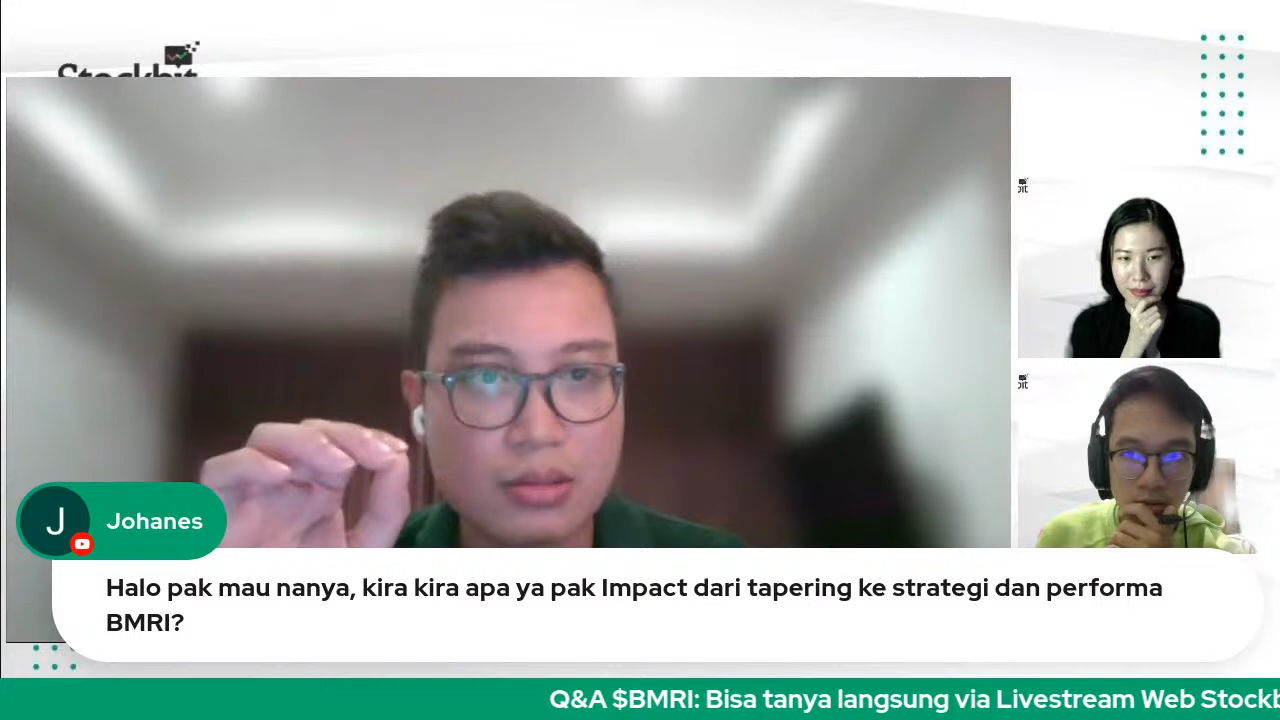 Stockbit
J
Johanes
Halo pak mau nanya, kira kira apa ya pak Impact dari tapering ke strategi dan performa
BMRI?
Q&A $BMRI: Bisa tanya langsung via Livestream Web Stockb